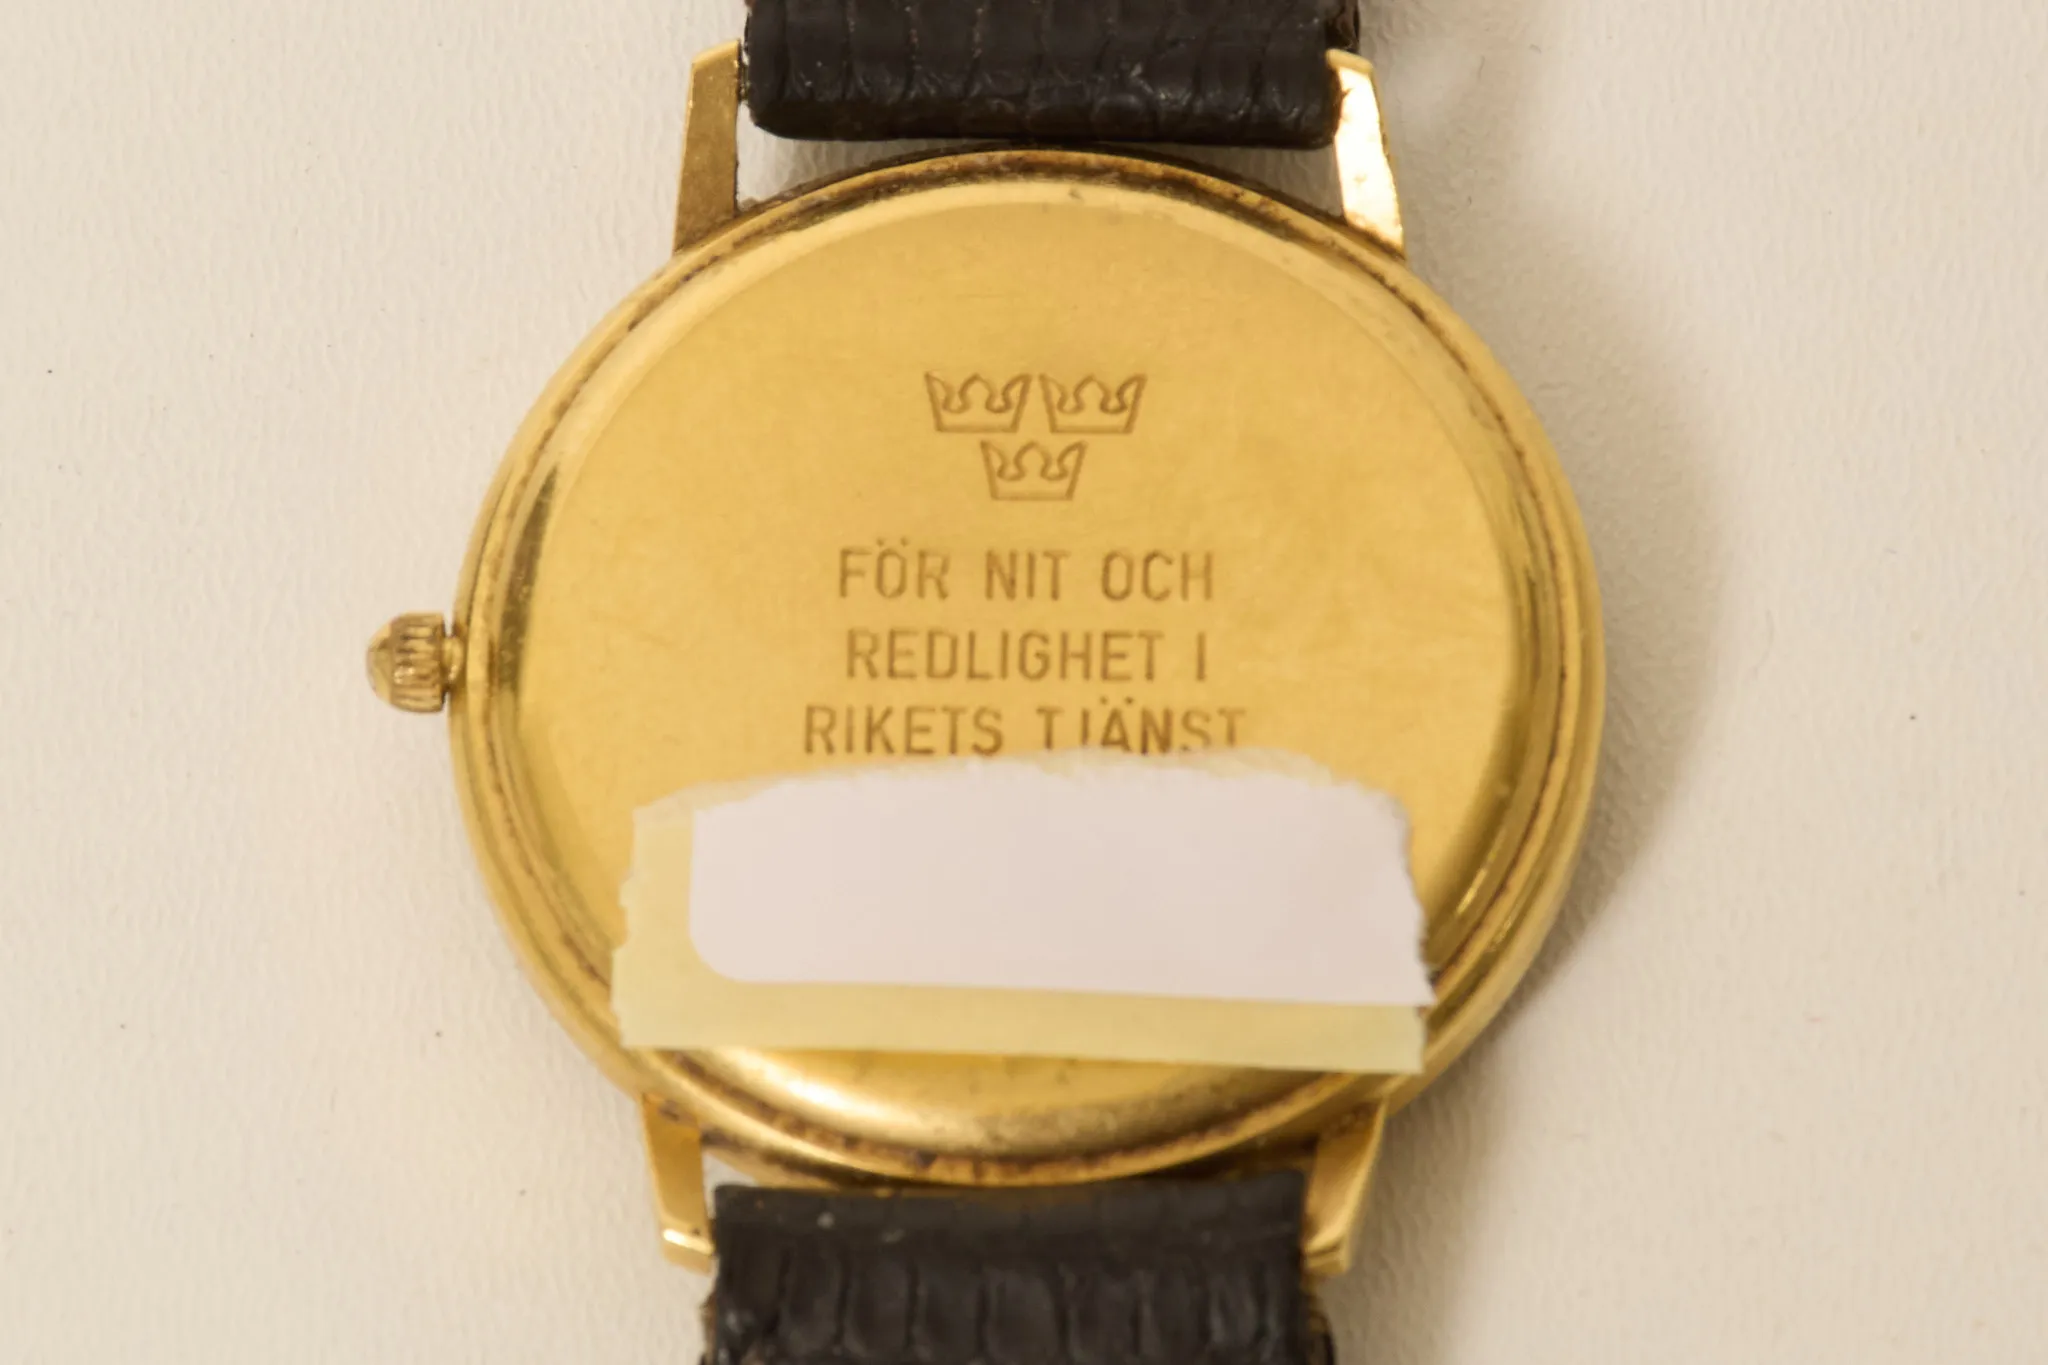 FÖR NIT OCH
REDLIGHET I
RIKETS TJÄNST